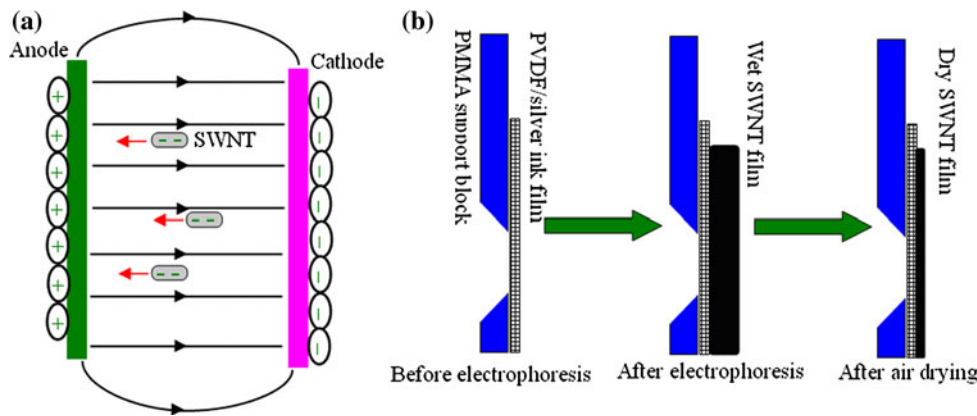 (a)
Anode
Cathode
SWNT
(b)
PMMA support block
PVDF/silver ink film
Wet SWNT film
Dry SWNT film
Before electrophoresis
After electrophoresis
After air drying